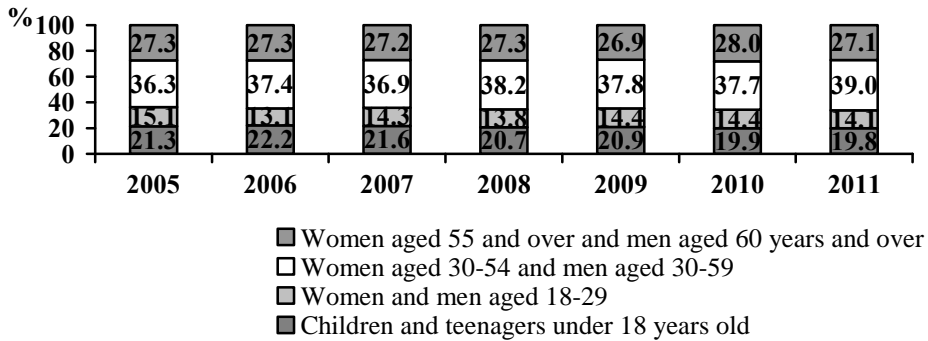 %
100
80
60
40
20
0
27.3 27.3 27.2 27.3 26.9 28.0 27.1
36.3 37.4 36.9 38.2 37.8 37.7 39.0
15.1 13.1 14.3 13.8 14.4 14.4 14.1
21.3 22.2 21.6 20.7 20.9 19.9 19.8
2005 2006 2007 2008 2009 2010 2011
Women aged 55 and over and men aged 60 years and over
Women aged 30-54 and men aged 30-59
Women and men aged 18-29
Children and teenagers under 18 years old